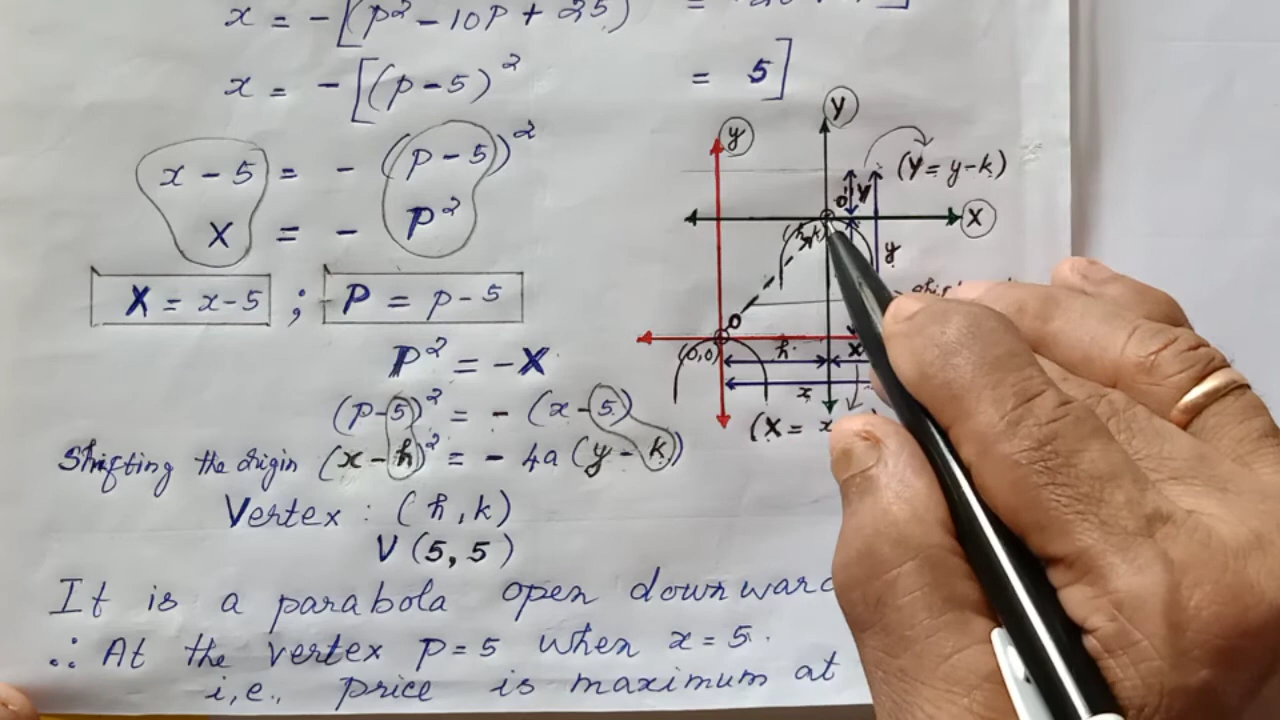 x = -[(p² - 10p + 25)
x = -[(p-5)² = 5]
x - 5 = - (p - 5)²
X = - P²
X = x-5 ; P = p-5
P² = -X
(p-5)² = - (x-5)
Shifting the origin (x-h)² = - 4a (y-k)
Vertex : (h, k)
V (5, 5)
It is a parabola open downward
∴ At the vertex p=5 when x=5.
i,e., price is maximum at
y
Y
(Y = y-k)
O' Y
X
(h, k)
y
O
(0,0)
h
X
x
(X = x